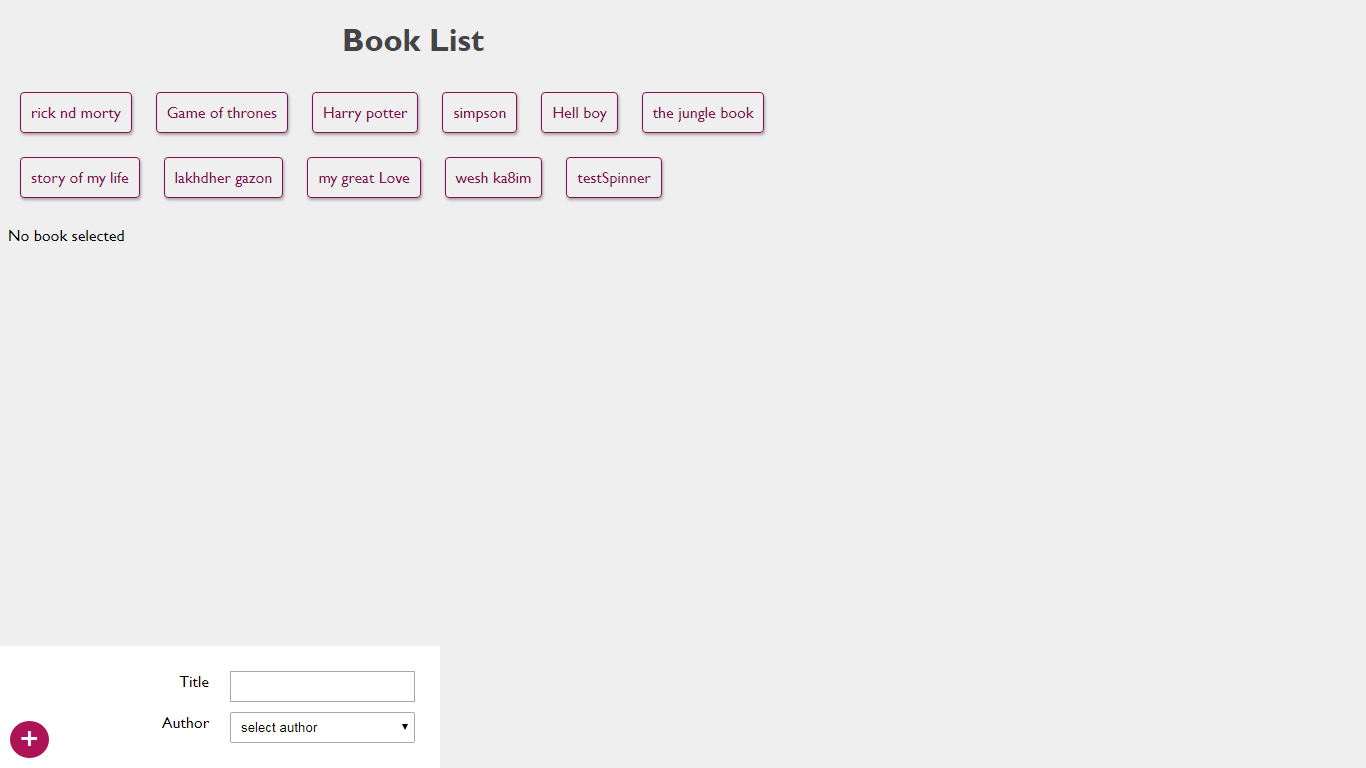 Book List
rick nd morty Game of thrones Harry potter simpson Hell boy the jungle book
story of my life lakhdher gazon my great Love wesh ka8im testSpinner
No book selected
Title
Author select author
+